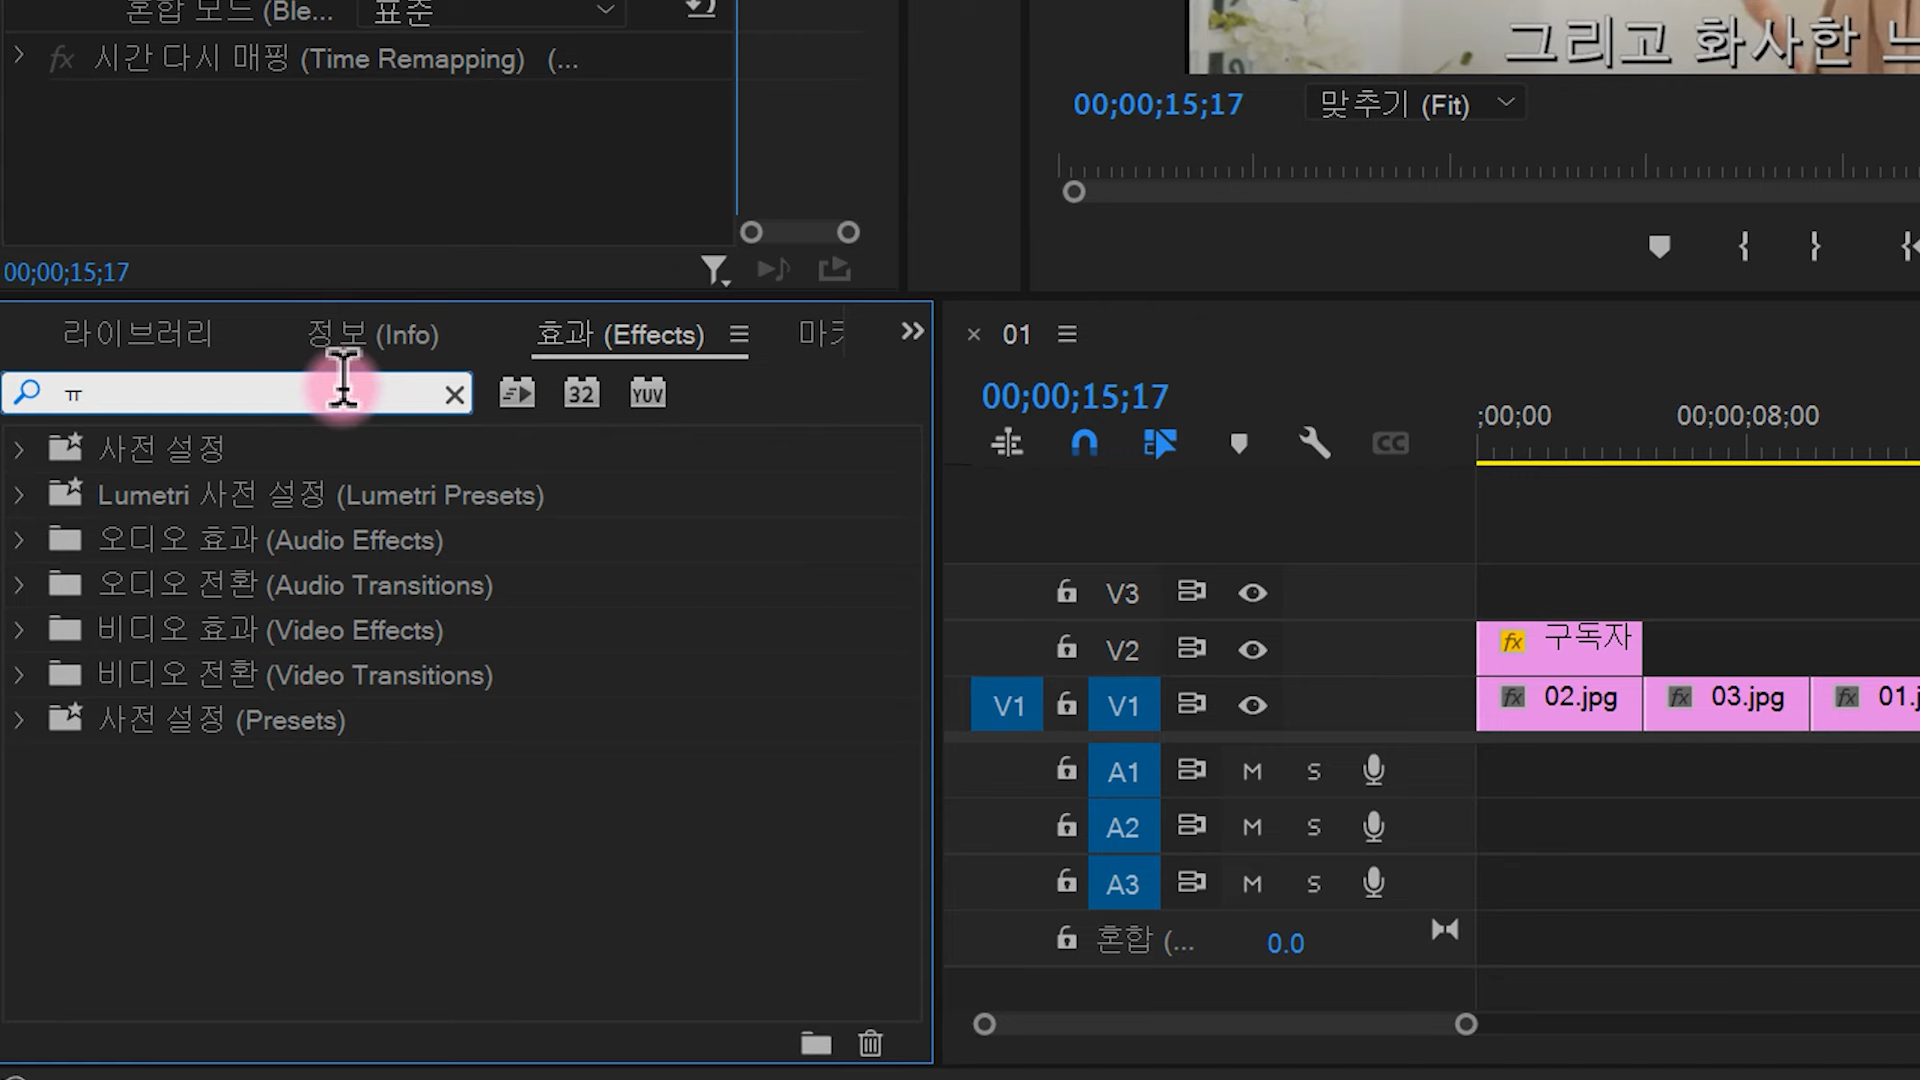 혼합 모드 (Ble...
표준
fx 시간 다시 매핑 (Time Remapping) (...
00;00;15;17
그리고 화사한 느
00;00;15;17
맞추기 (Fit)
라이브러리
정보 (Info)
효과 (Effects)
ㅠ
32
YUV
사전 설정
Lumetri 사전 설정 (Lumetri Presets)
오디오 효과 (Audio Effects)
오디오 전환 (Audio Transitions)
비디오 효과 (Video Effects)
비디오 전환 (Video Transitions)
사전 설정 (Presets)
× 01
00;00;15;17
CC
;00;00
00;00;08;00
V3
V2
fx 구독자
V1
V1
fx 02.jpg
fx 03.jpg
fx 01.j
A1 M S
A2 M S
A3 M S
혼합 (...
0.0